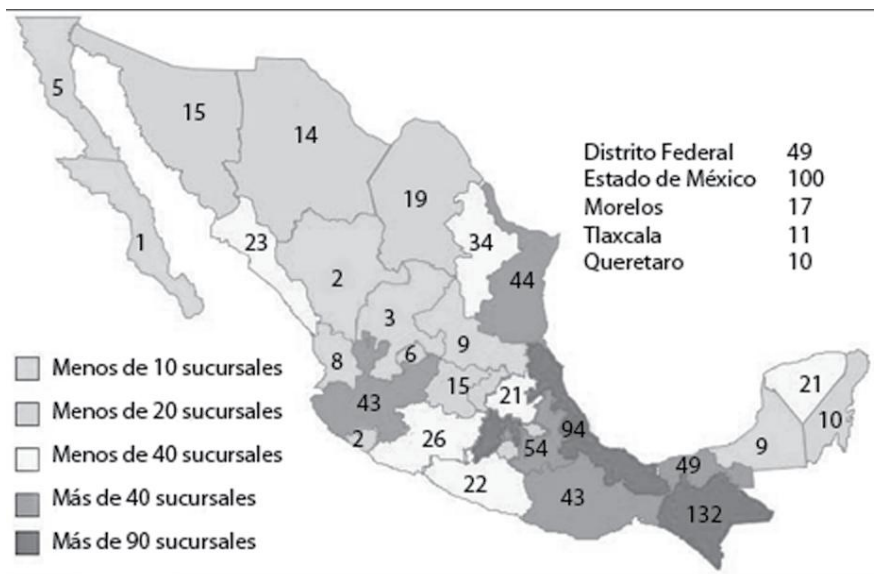 5
15
14
19
1
23
34
2
44
3
8
6
9
43
15
21
2
26
54
94
22
43
49
132
9
21
10
Distrito Federal 49
Estado de México 100
Morelos 17
Tlaxcala 11
Queretaro 10
Menos de 10 sucursales
Menos de 20 sucursales
Menos de 40 sucursales
Más de 40 sucursales
Más de 90 sucursales